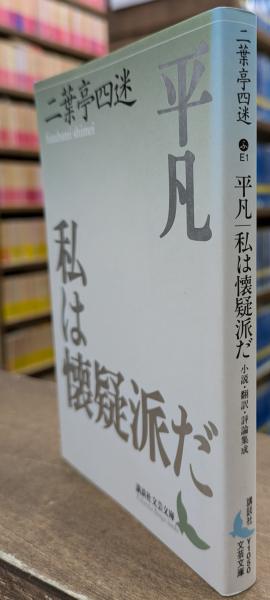 二葉亭四迷
Futabatei Shimei
平凡
私は
懐疑派だ
講談社文芸文庫
二葉亭四迷
ふ
E1
平凡|私は懐疑派だ
小説・翻訳・評論集成
講談社
文芸文庫
¥1050